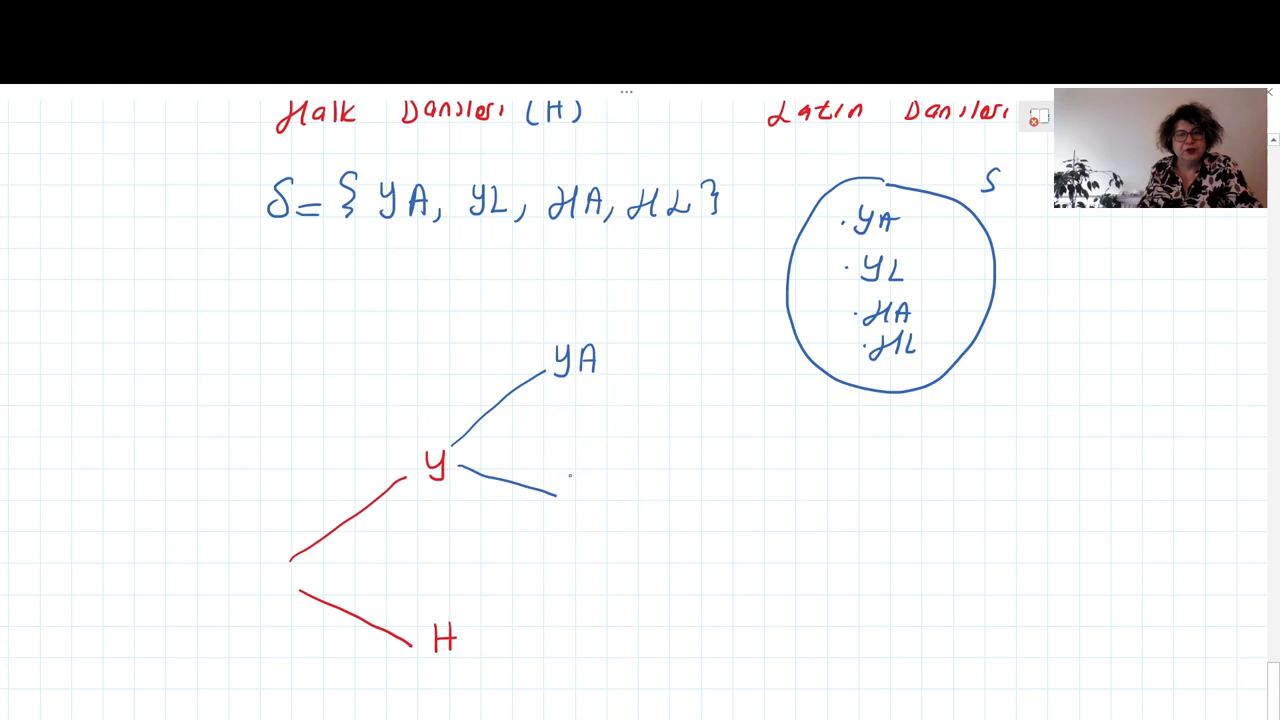 Halk Dansları (H) Latin Dansları
S = { YA, YL, HA, HL }
S
. YA
. YL
. HA
. HL
YA
Y
H